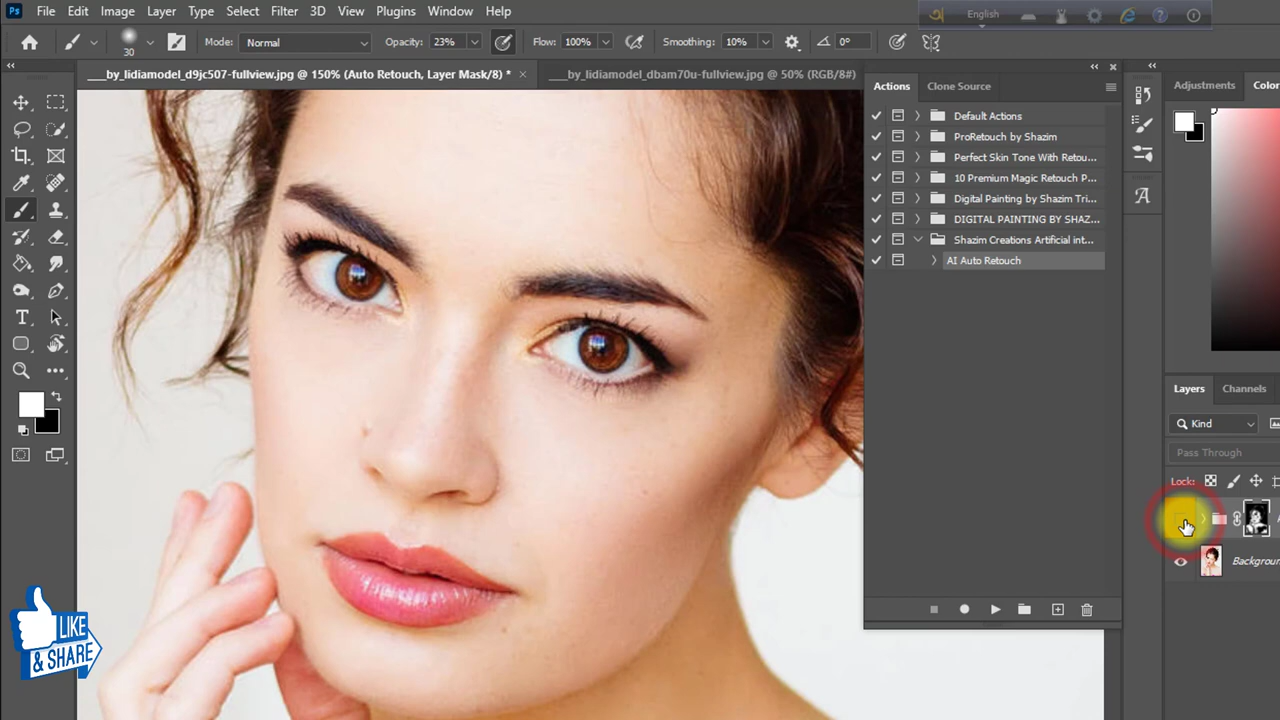 Ps File Edit Image Layer Type Select Filter 3D View Plugins Window Help
English
30 Mode: Normal Opacity: 23% Flow: 100% Smoothing: 10% 0°
___by_lidiamodel_d9jc507-fullview.jpg @ 150% (Auto Retouch, Layer Mask/8) * ×
___by_lidiamodel_dbam70u-fullview.jpg @ 50% (RGB/8#)
Actions Clone Source
Default Actions
ProRetouch by Shazim
Perfect Skin Tone With Retou...
10 Premium Magic Retouch P...
Digital Painting by Shazim Tri...
DIGITAL PAINTING BY SHAZ...
Shazim Creations Artificial int...
AI Auto Retouch
Adjustments Color
Layers Channels
Kind
Pass Through
Lock:
Background
LIKE
& SHARE